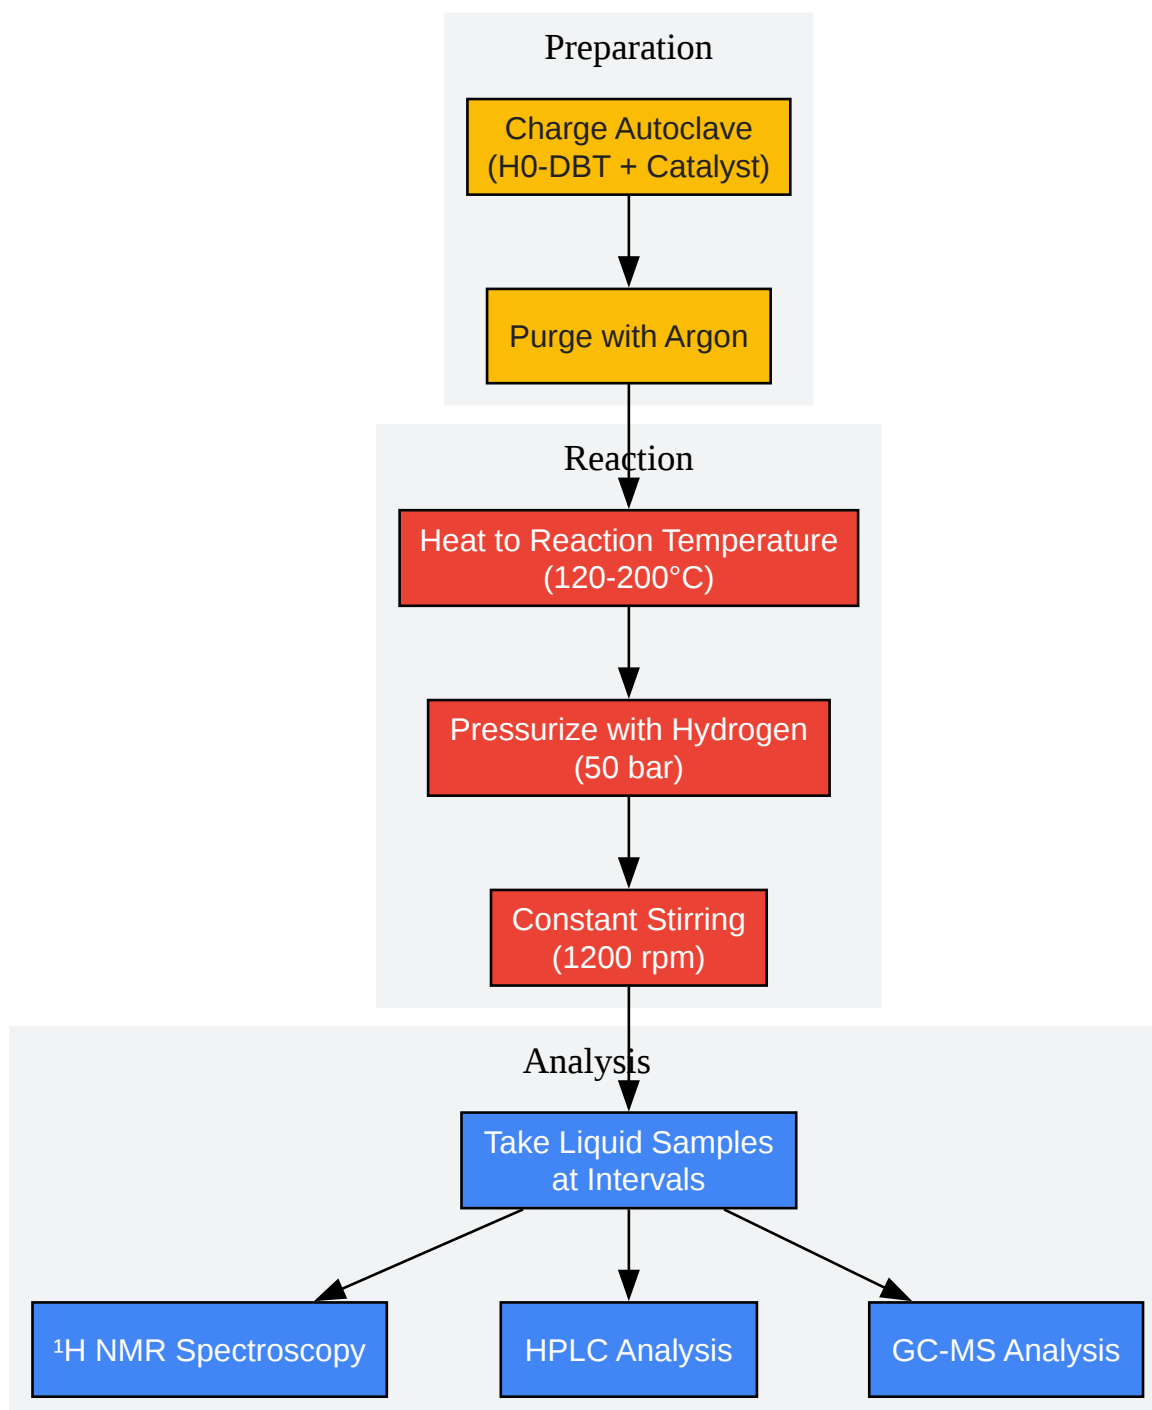 Preparation
Charge Autoclave
(H0-DBT + Catalyst)
Purge with Argon
Reaction
Heat to Reaction Temperature
(120-200°C)
Pressurize with Hydrogen
(50 bar)
Constant Stirring
(1200 rpm)
Analysis
Take Liquid Samples
at Intervals
¹H NMR Spectroscopy
HPLC Analysis
GC-MS Analysis